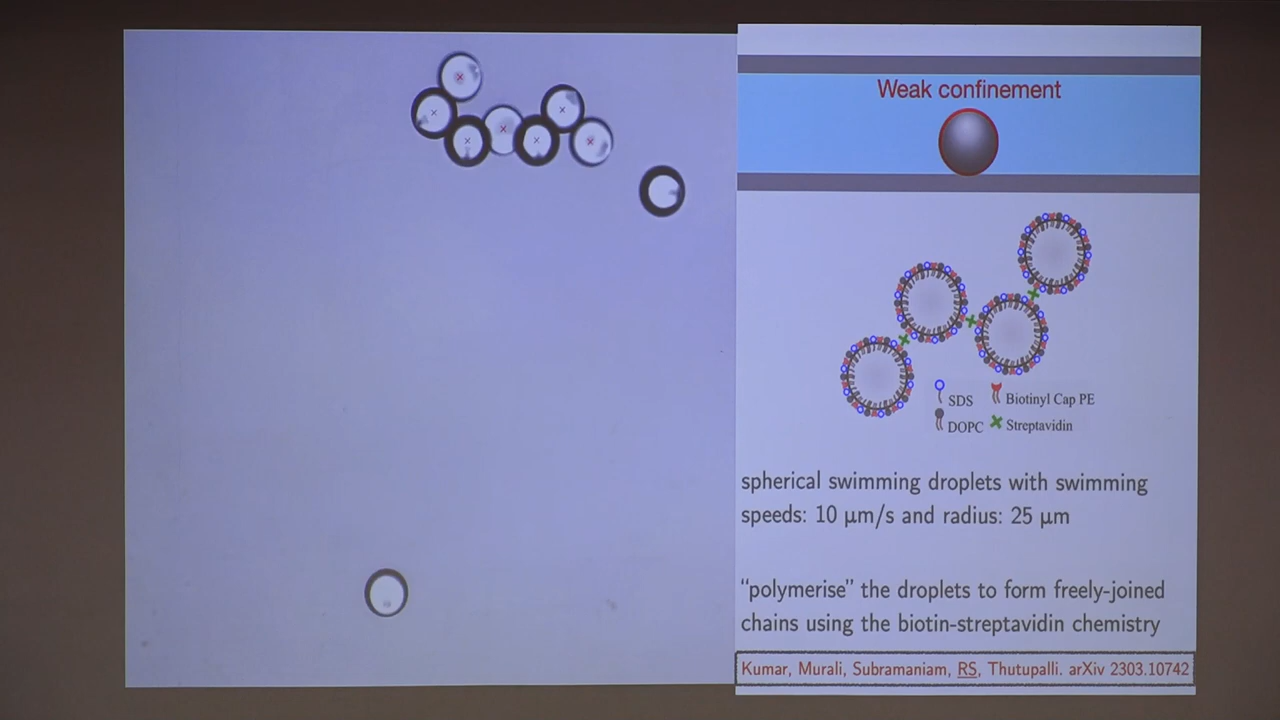 Weak confinement
SDS
Biotinyl Cap PE
DOPC
Streptavidin
spherical swimming droplets with swimming
speeds: 10 μm/s and radius: 25 μm
“polymerise” the droplets to form freely-joined
chains using the biotin-streptavidin chemistry
Kumar, Murali, Subramaniam, RS, Thutupalli. arXiv 2303.10742